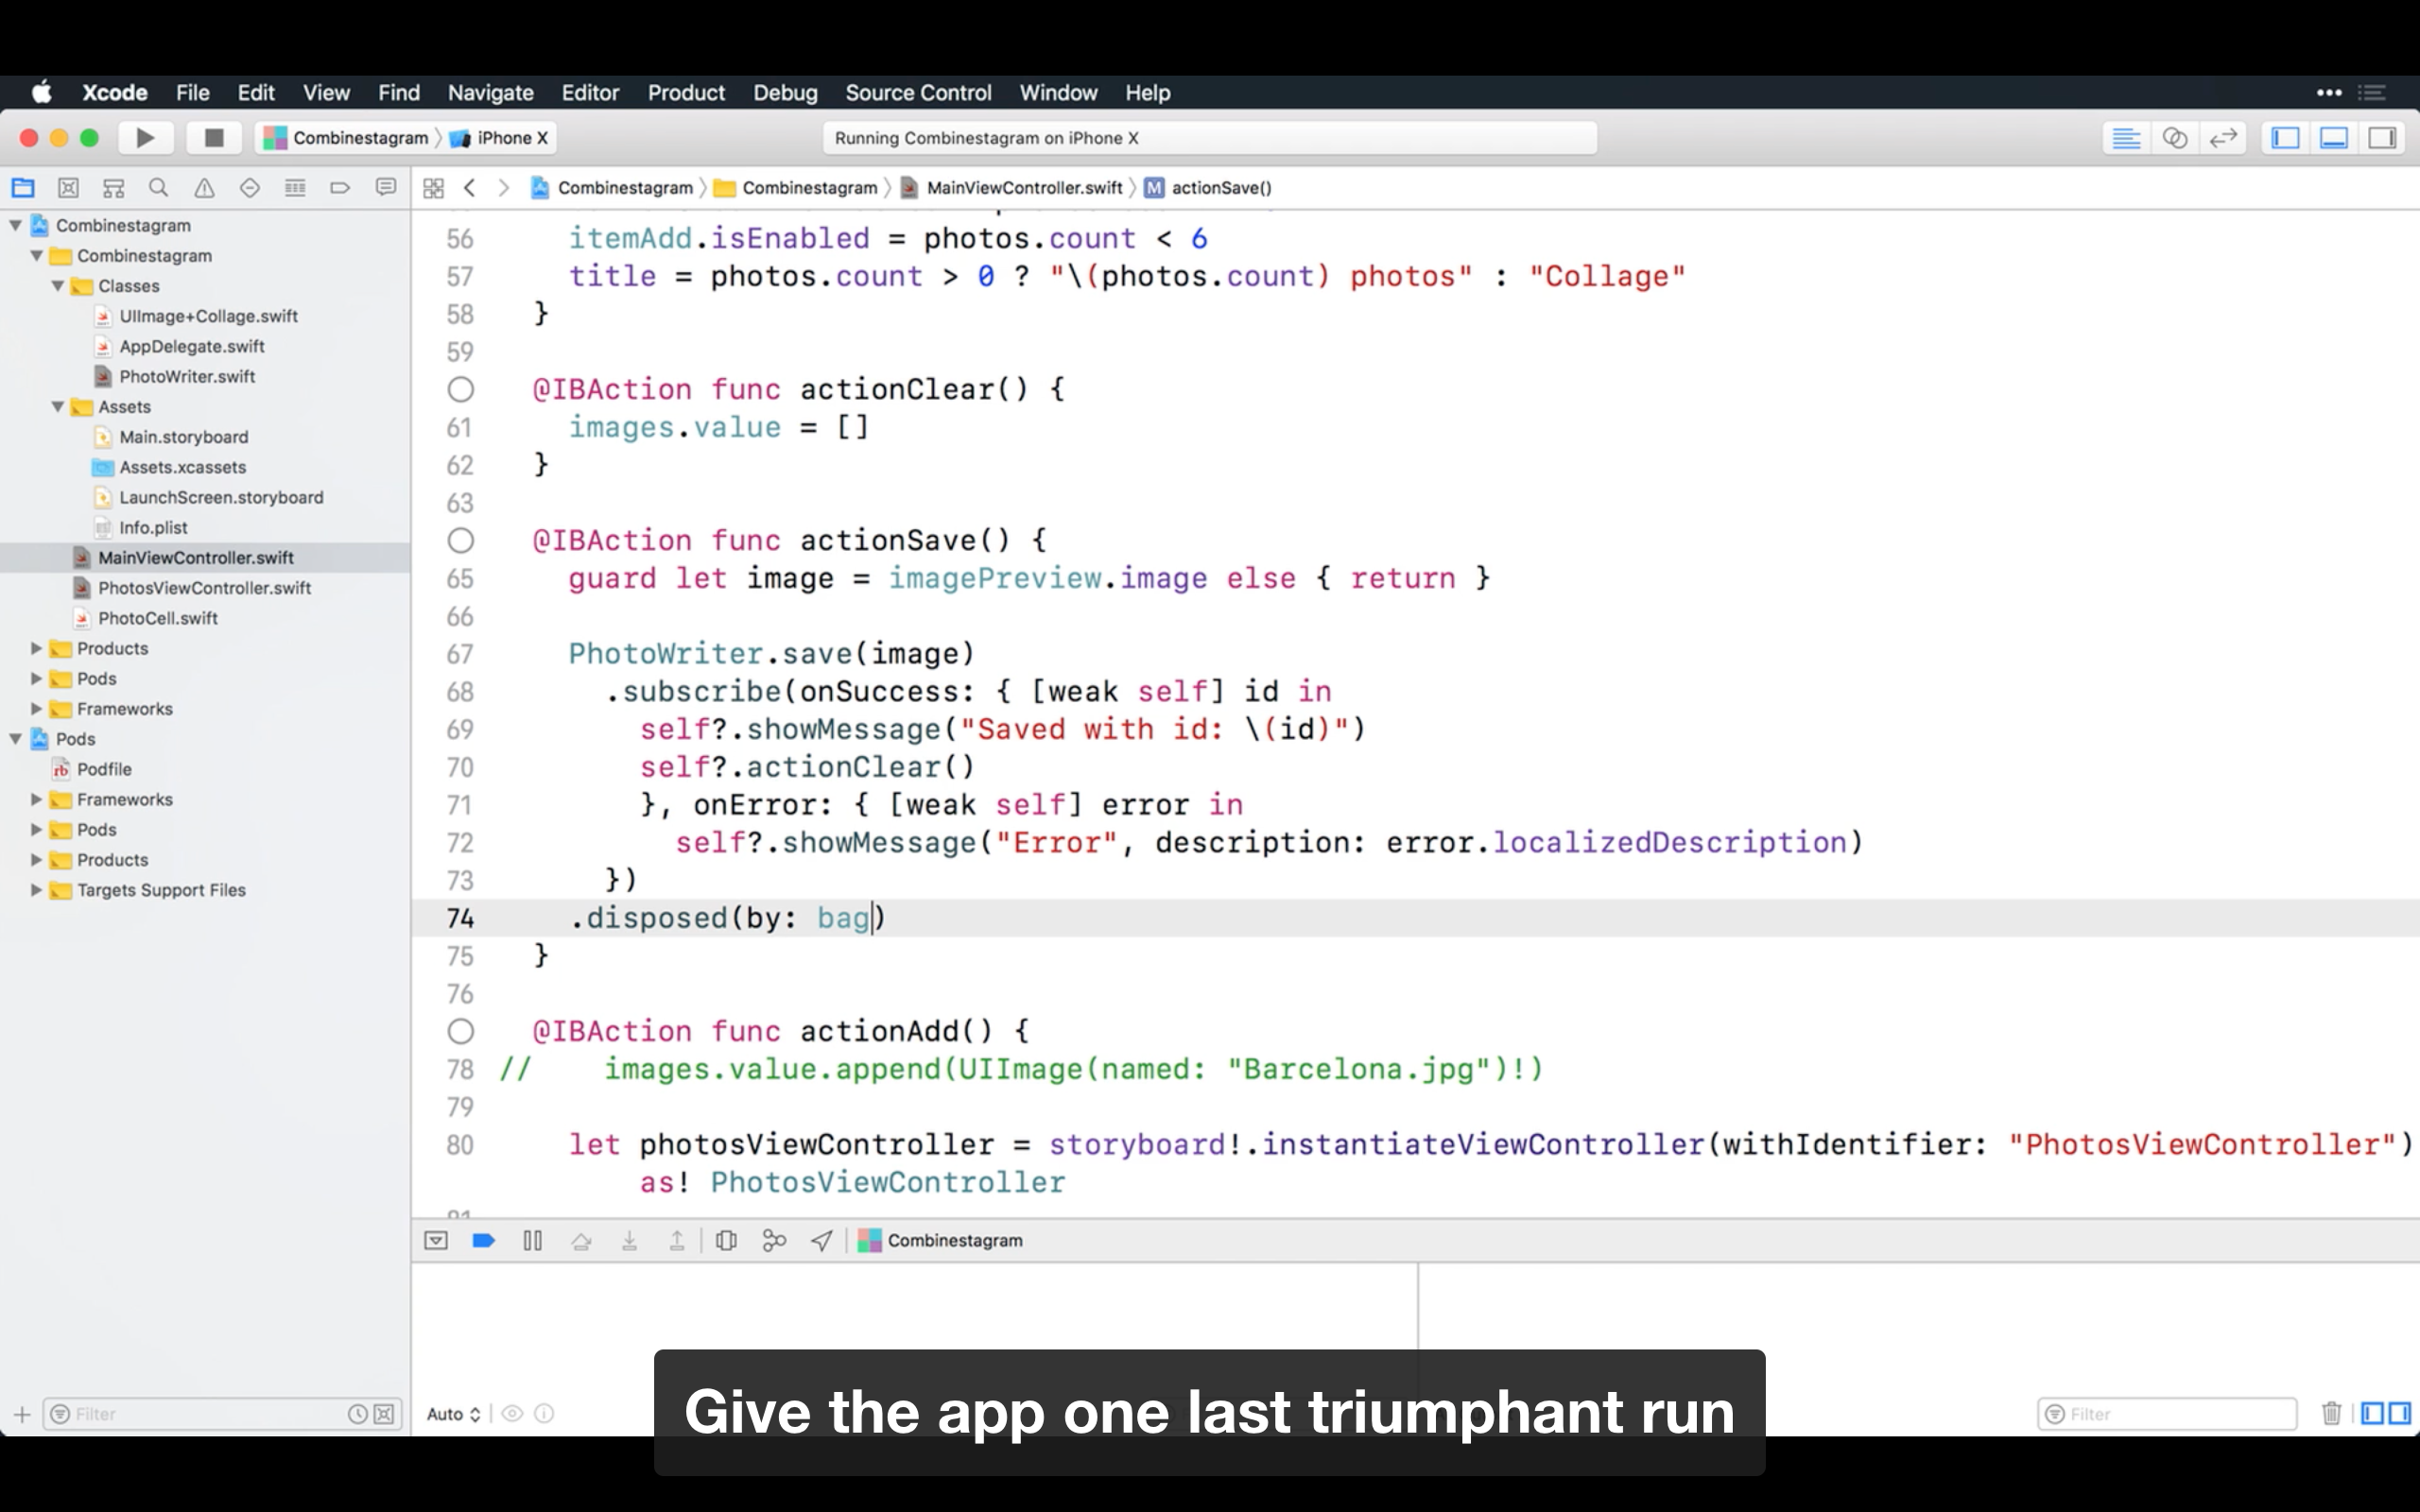 Xcode File Edit View Find Navigate Editor Product Debug Source Control Window Help
Combinestagram iPhone X
Running Combinestagram on iPhone X
Combinestagram Combinestagram MainViewController.swift M actionSave()
Combinestagram
Combinestagram
Classes
UIImage+Collage.swift
AppDelegate.swift
PhotoWriter.swift
Assets
Main.storyboard
Assets.xcassets
LaunchScreen.storyboard
Info.plist
MainViewController.swift
PhotosViewController.swift
PhotoCell.swift
Products
Pods
Frameworks
Pods
Podfile
Frameworks
Pods
Products
Targets Support Files
Filter
56 itemAdd.isEnabled = photos.count < 6
57 title = photos.count > 0 ? "\(photos.count) photos" : "Collage"
58 }
59
@IBAction func actionClear() {
61 images.value = []
62 }
63
@IBAction func actionSave() {
65 guard let image = imagePreview.image else { return }
66
67 PhotoWriter.save(image)
68 .subscribe(onSuccess: { [weak self] id in
69 self?.showMessage("Saved with id: \(id)")
70 self?.actionClear()
71 }, onError: { [weak self] error in
72 self?.showMessage("Error", description: error.localizedDescription)
73 })
74 .disposed(by: bag)
75 }
76
@IBAction func actionAdd() {
78 // images.value.append(UIImage(named: "Barcelona.jpg")!)
79
80 let photosViewController = storyboard!.instantiateViewController(withIdentifier: "PhotosViewController")
as! PhotosViewController
Combinestagram
Auto
Filter
Give the app one last triumphant run